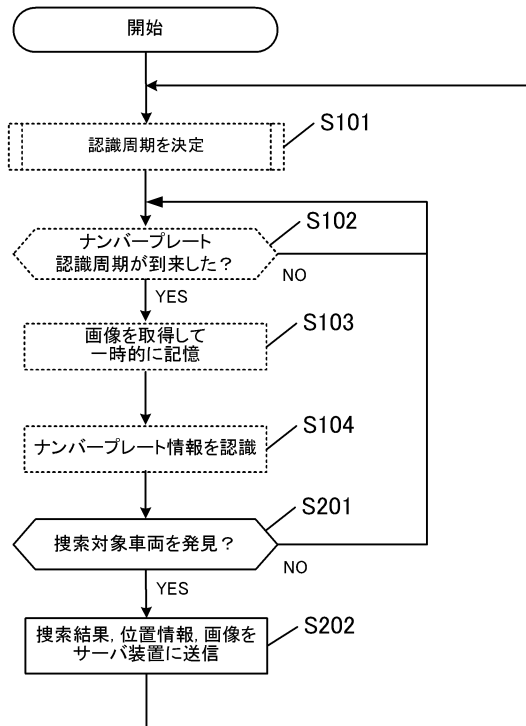 開始
S101
認識周期を決定
S102
ナンバープレート
認識周期が到来した？
NO
YES
S103
画像を取得して
一時的に記憶
S104
ナンバープレート情報を認識
S201
捜索対象車両を発見？
NO
YES
S202
捜索結果, 位置情報, 画像を
サーバ装置に送信